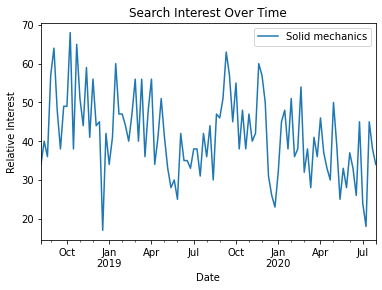 Search Interest Over Time
Solid mechanics
Relative Interest
70
60
50
40
30
20
Oct Jan Apr Jul Oct Jan Apr Jul
2019 2020
Date